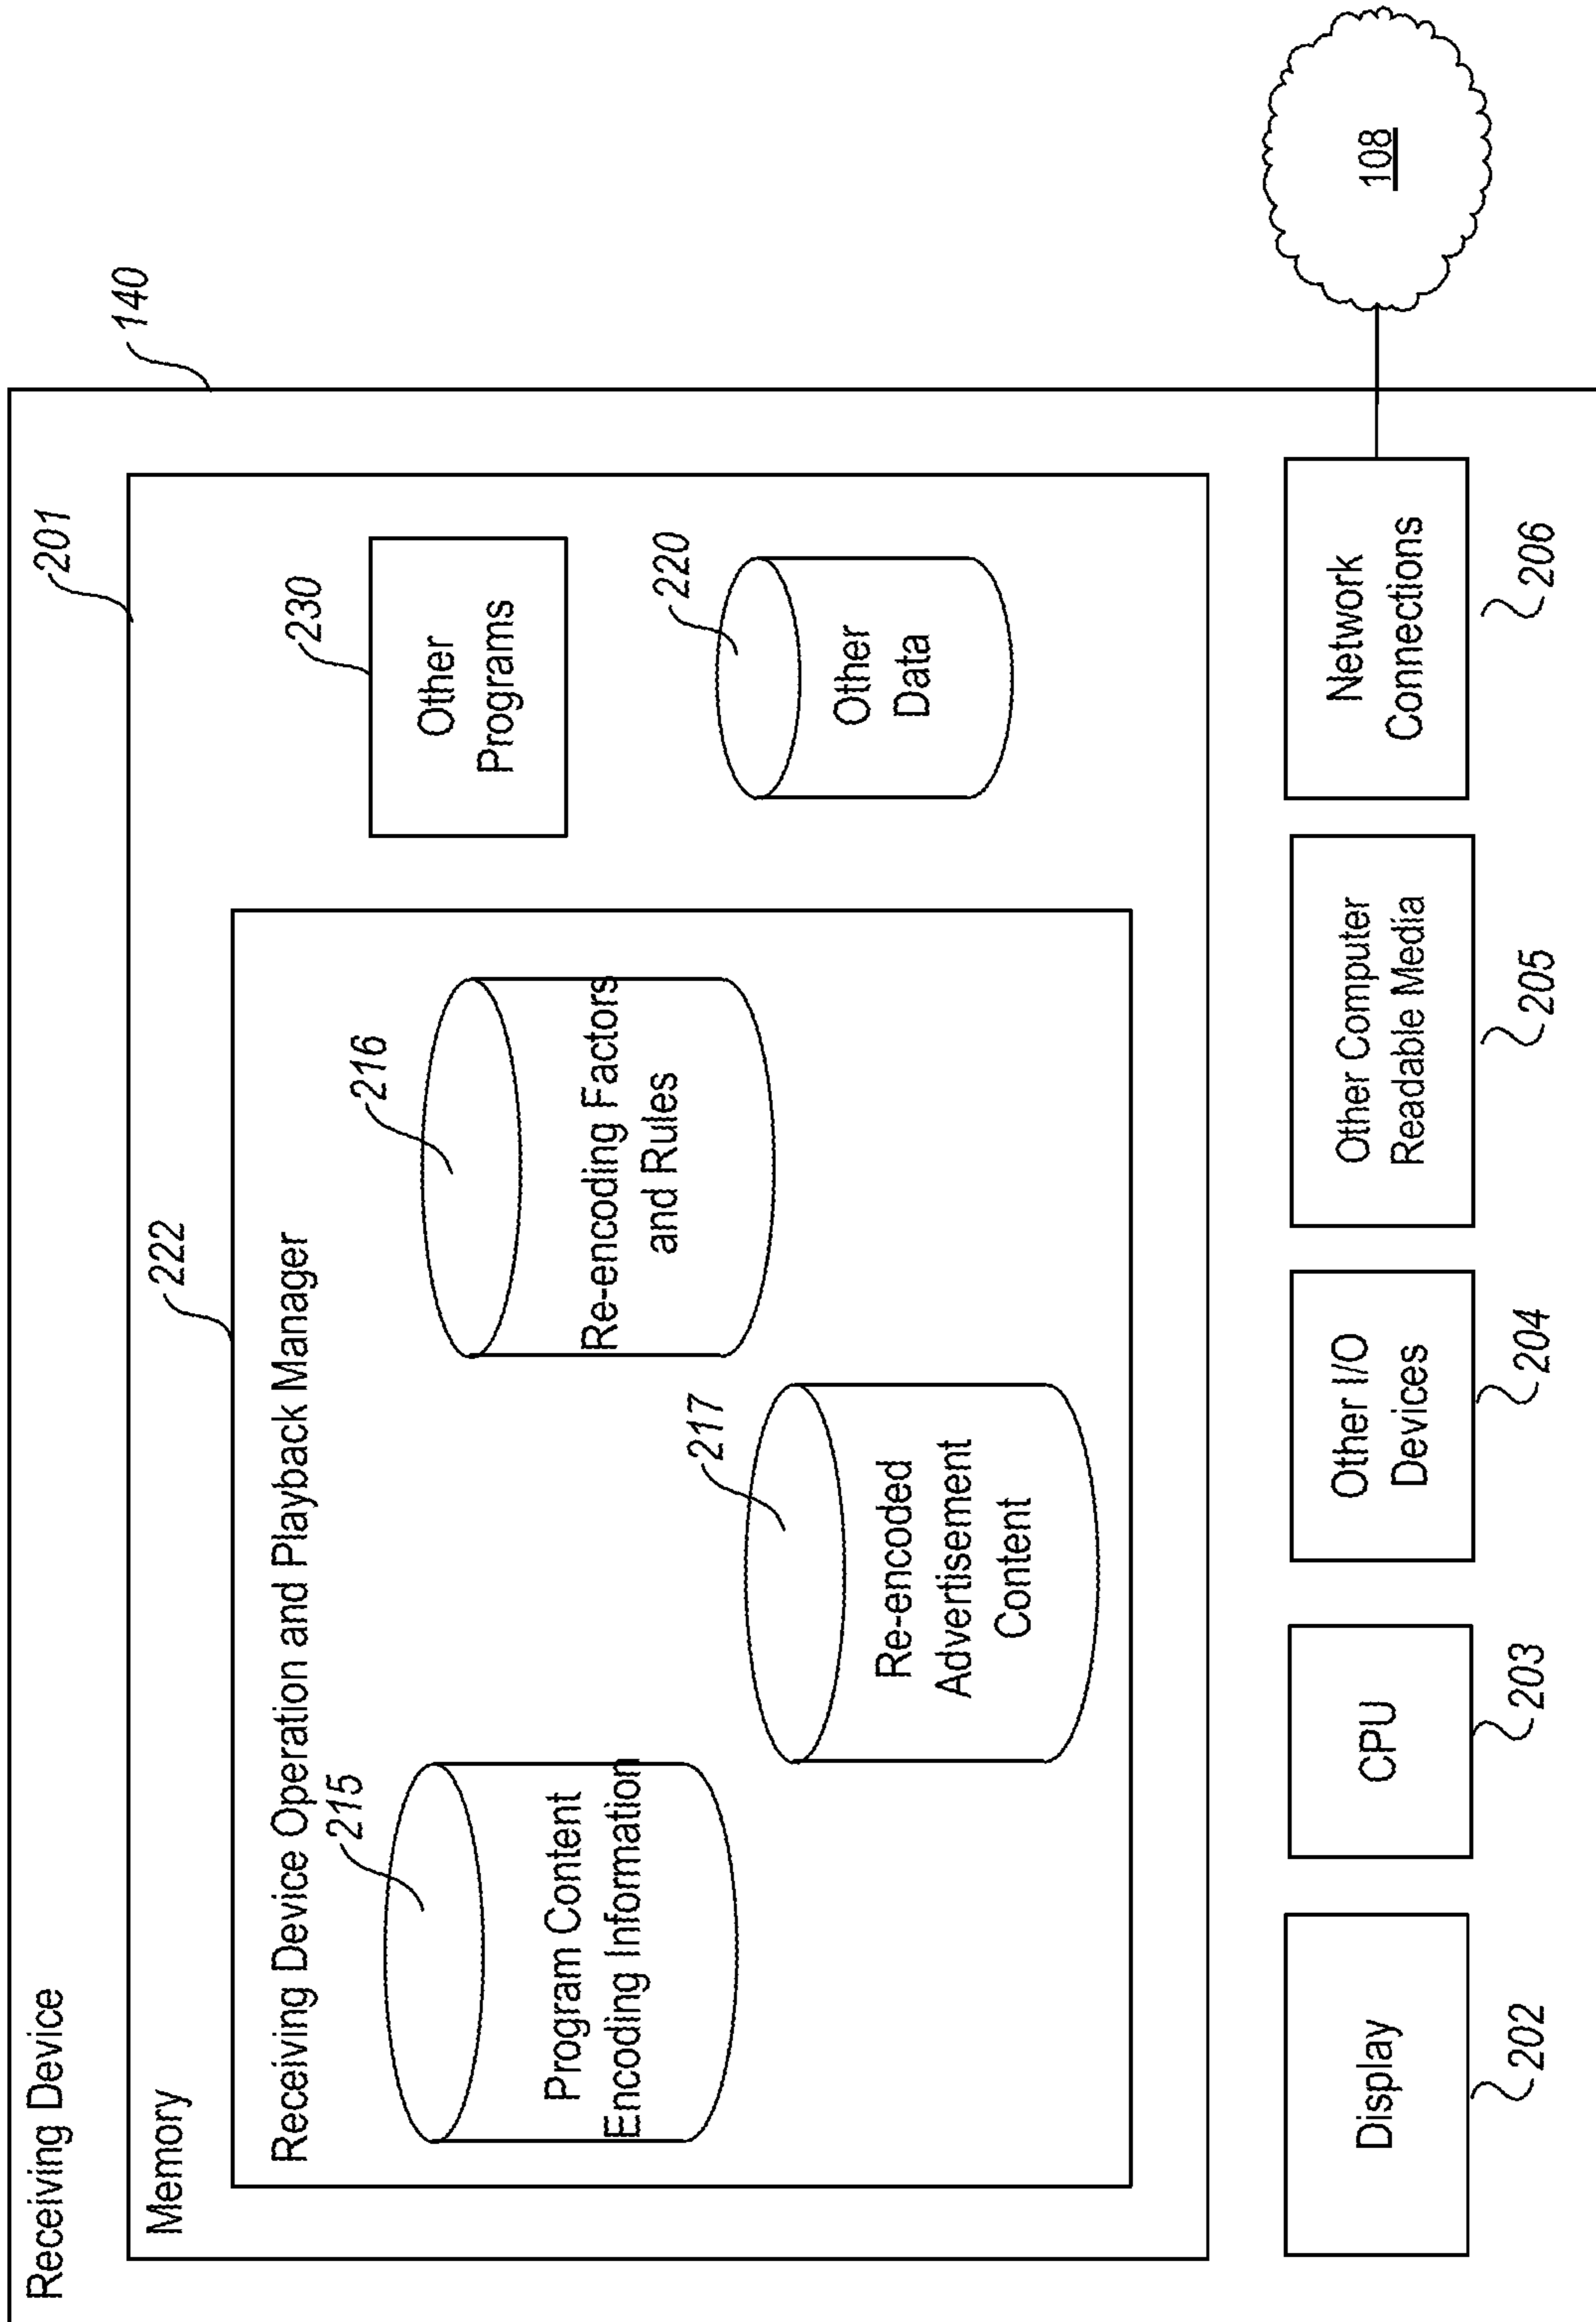 Receiving Device
140
Memory
201
222
Receiving Device Operation and Playback Manager
215
Program Content
Encoding Information
216
Re-encoding Factors
and Rules
217
Re-encoded
Advertisement
Content
230
Other
Programs
220
Other
Data
Display
202
CPU
203
Other I/O
Devices
204
Other Computer
Readable Media
205
Network
Connections
206
108